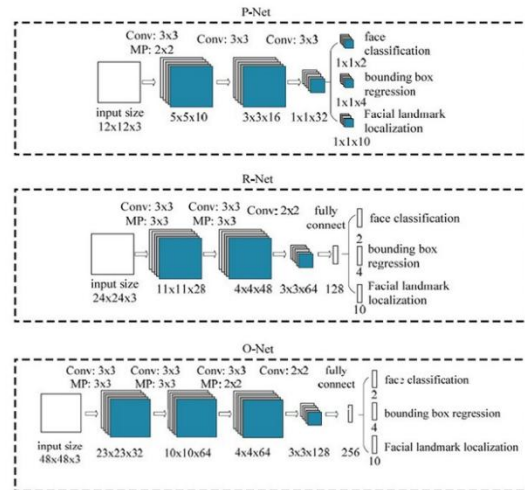 P-Net
Conv: 3x3
MP: 2x2
Conv: 3x3
Conv: 3x3
face
classification
1x1x2
bounding box
regression
1x1x4
Facial landmark
localization
1x1x10
input size
12x12x3
5x5x10
3x3x16
1x1x32
R-Net
Conv: 3x3
MP: 3x3
Conv: 3x3
MP: 3x3
Conv: 2x2
fully
connect
face classification
2
bounding box
regression
4
Facial landmark
localization
10
input size
24x24x3
11x11x28
4x4x48
3x3x64
128
O-Net
Conv: 3x3
MP: 3x3
Conv: 3x3
MP: 3x3
Conv: 3x3
MP: 2x2
Conv: 2x2
fully
connect
face classification
2
bounding box regression
4
Facial landmark localization
10
input size
48x48x3
23x23x32
10x10x64
4x4x64
3x3x128
256